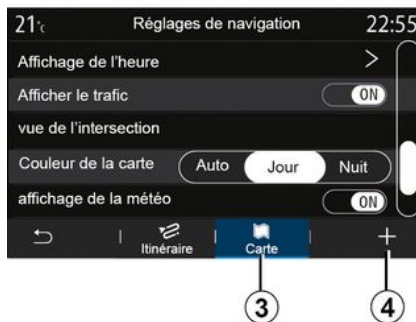 21°c Réglages de navigation 22:55
Affichage de l'heure >
Afficher le trafic ON
vue de l'intersection
Couleur de la carte Auto Jour Nuit
affichage de la météo ON
Itinéraire Carte +
3 4